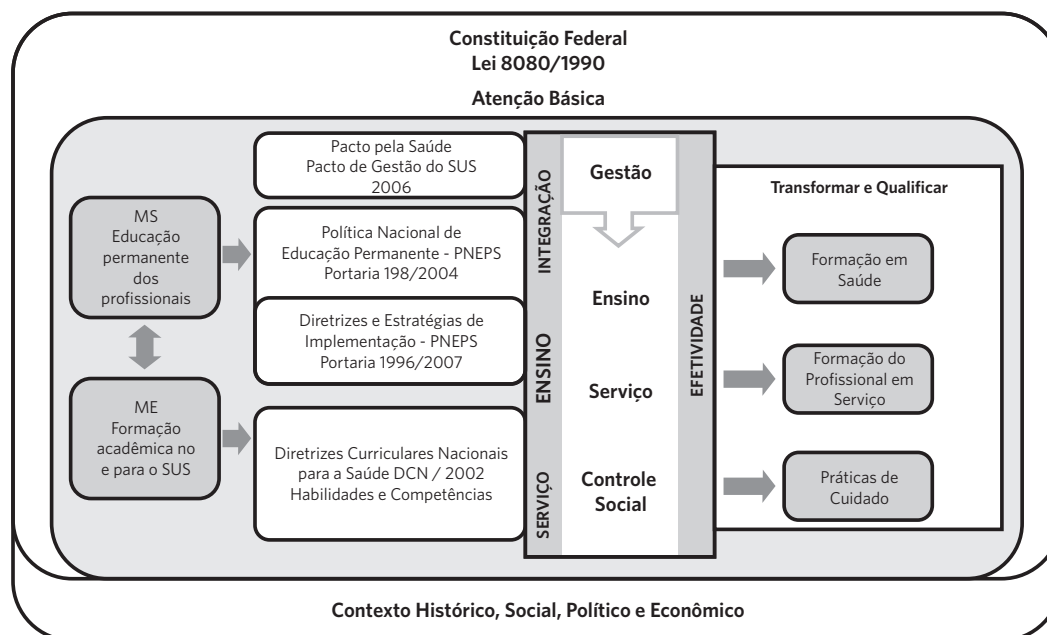 Constituição Federal
Lei 8080/1990
Atenção Básica
MS
Educação
permanente
dos
profissionais
ME
Formação
acadêmica no
e para o SUS
Pacto pela Saúde
Pacto de Gestão do SUS
2006
Política Nacional de
Educação Permanente - PNEPS
Portaria 198/2004
Diretrizes e Estratégias de
Implementação - PNEPS
Portaria 1996/2007
Diretrizes Curriculares Nacionais
para a Saúde DCN / 2002
Habilidades e Competências
INTEGRAÇÃO
ENSINO
SERVIÇO
Gestão
Ensino
Serviço
Controle
Social
EFETIVIDADE
Transformar e Qualificar
Formação em
Saúde
Formação do
Profissional em
Serviço
Práticas de
Cuidado
Contexto Histórico, Social, Político e Econômico